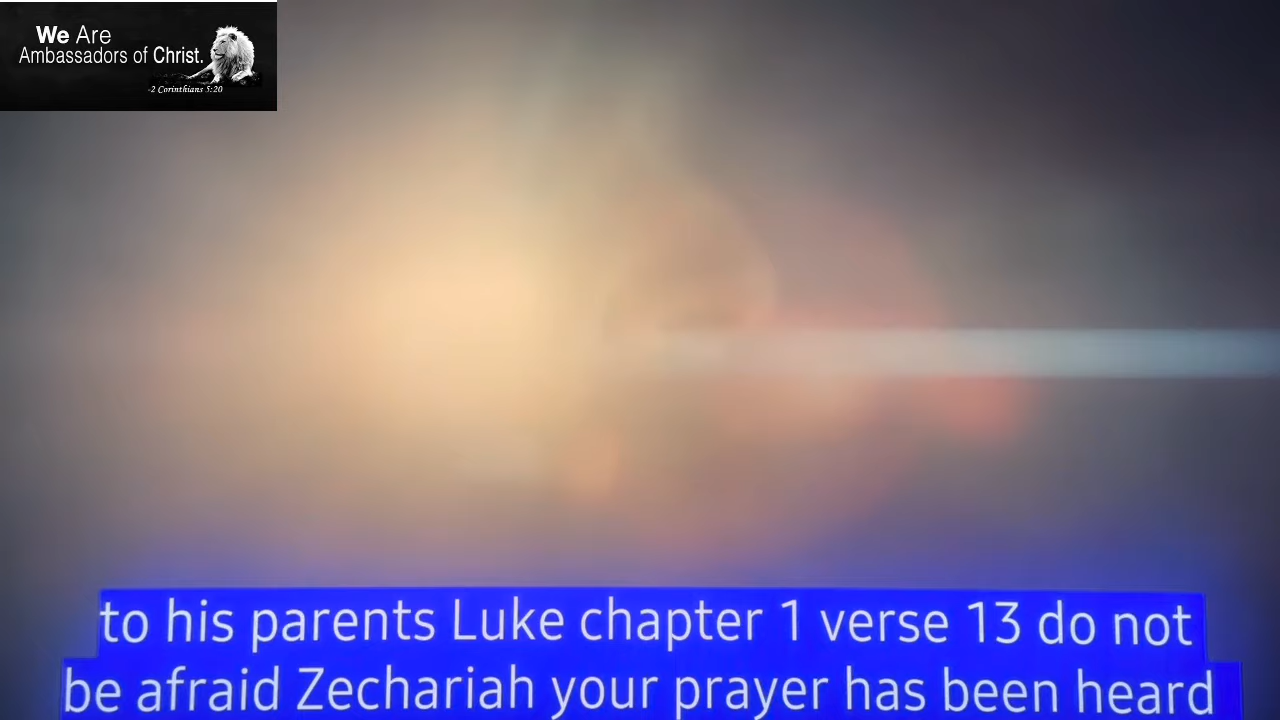 We Are
Ambassadors of Christ.
-2 Corinthians 5:20
to his parents Luke chapter 1 verse 13 do not
be afraid Zechariah your prayer has been heard